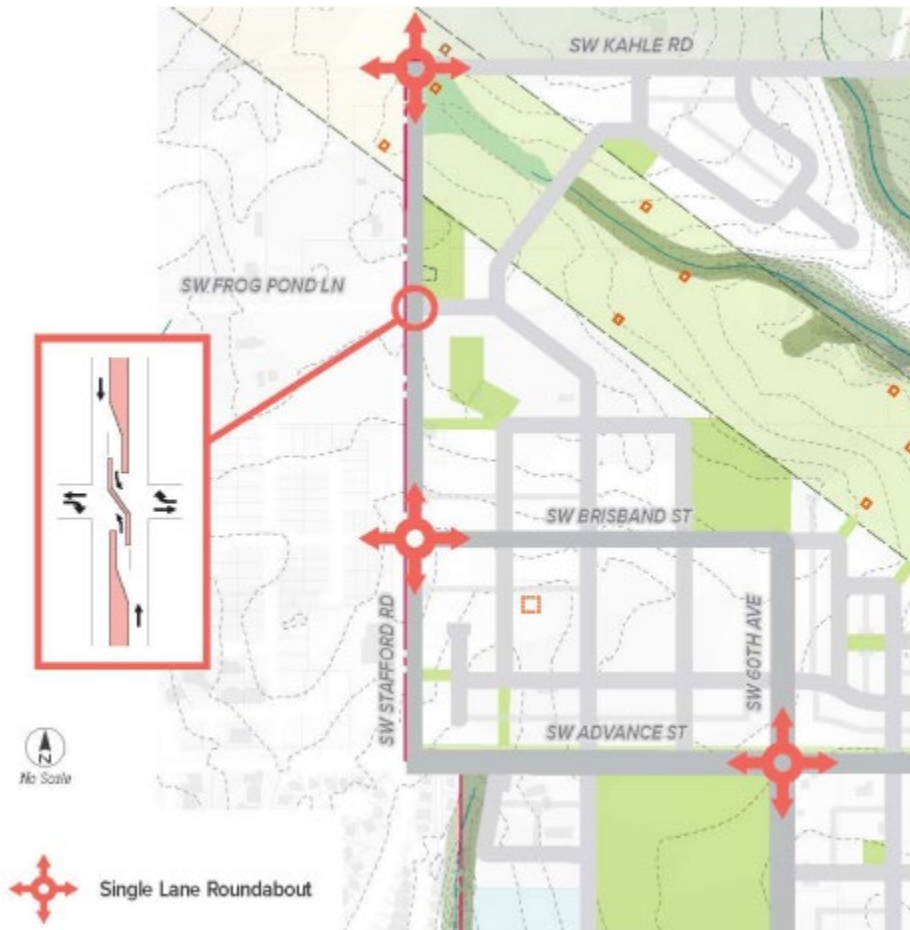 SW KAHLE RD
SW FROG POND LN
SW BRISBAND ST
SW STAFFORD RD
SW 60TH AVE
SW ADVANCE ST
N
No Scale
Single Lane Roundabout